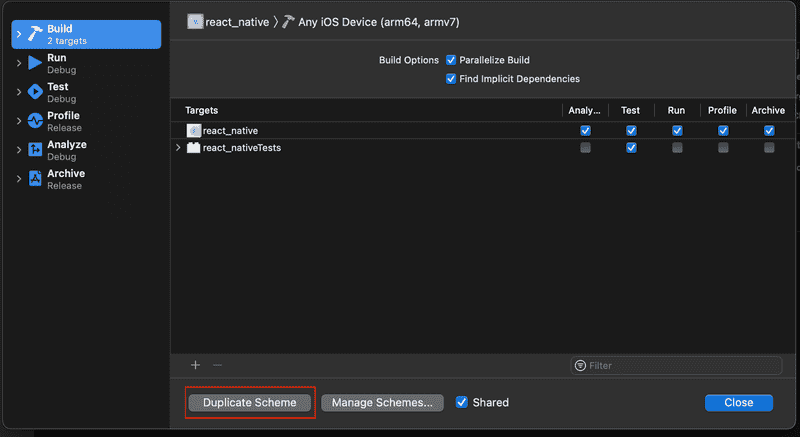 Build
2 targets
Run
Debug
Test
Debug
Profile
Release
Analyze
Debug
Archive
Release
react_native 〉 Any iOS Device (arm64, armv7)
Build Options Parallelize Build
Find Implicit Dependencies
Targets Analy... Test Run Profile Archive
react_native
react_nativeTests
Filter
Duplicate Scheme Manage Schemes... Shared Close